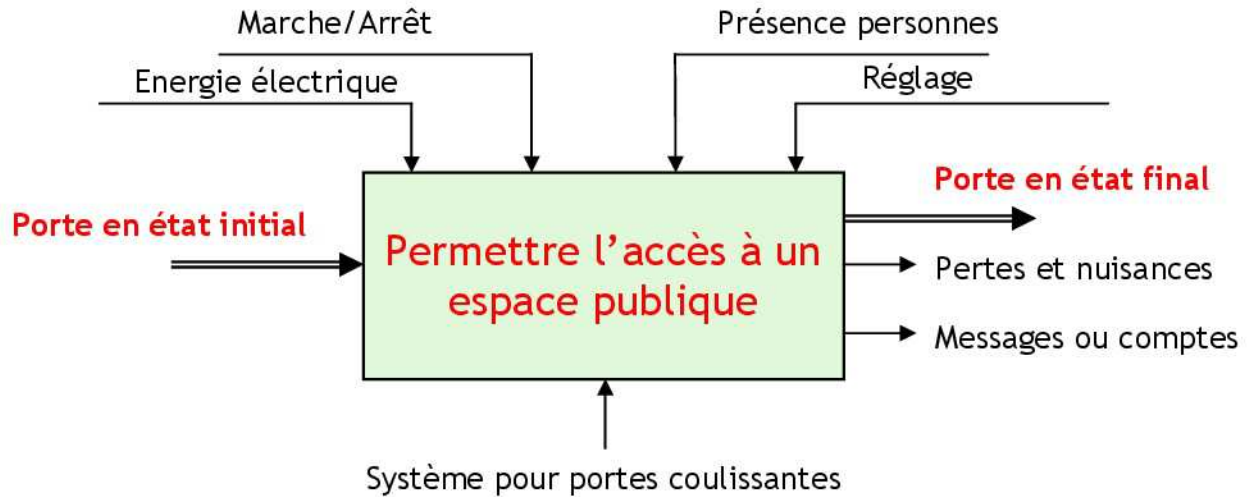 Marche/Arrêt
Présence personnes
Energie électrique
Réglage
Porte en état final
Porte en état initial
Permettre l'accès à un
espace publique
Pertes et nuisances
Messages ou comptes
Système pour portes coulissantes